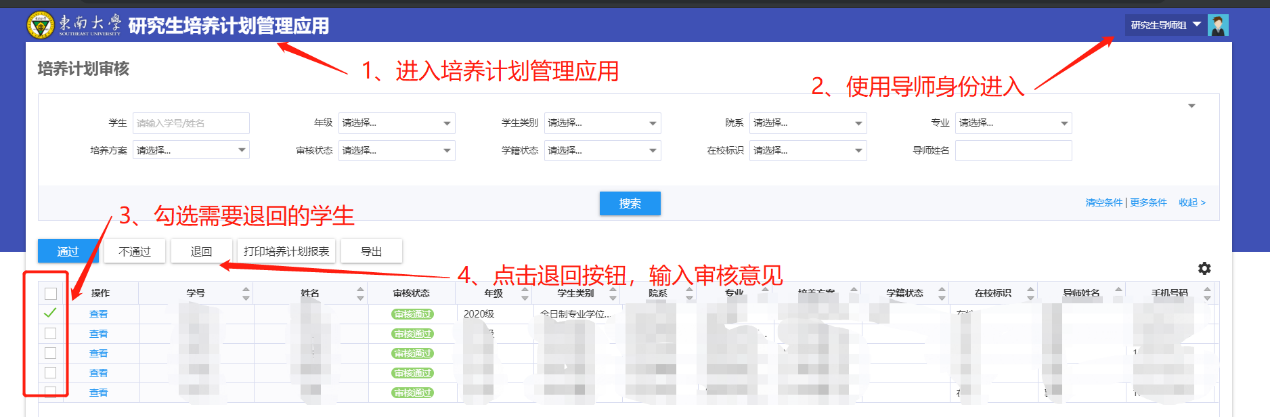 東南大學 研究生培养计划管理应用
SOUTHEAST UNIVERSITY
研究生导师组
培养计划审核
1、进入培养计划管理应用
2、使用导师身份进入
学生 请输入学号/姓名 年级 请选择... 学生类别 请选择... 院系 请选择... 专业 请选择...
培养方案 请选择... 审核状态 请选择... 学籍状态 请选择... 在校标识 请选择... 导师姓名
搜索
清空条件 | 更多条件 收起 >
3、勾选需要退回的学生
通过 不通过 退回 打印培养计划报表 导出
4、点击退回按钮，输入审核意见
操作 学号 姓名 审核状态 年级 学生类别 院系 专业 培养方案 学籍状态 在校标识 导师姓名 手机号码
查看 审核通过 2020级 全日制专业学位...
查看 审核通过
查看 审核通过
查看 审核通过
查看 审核通过